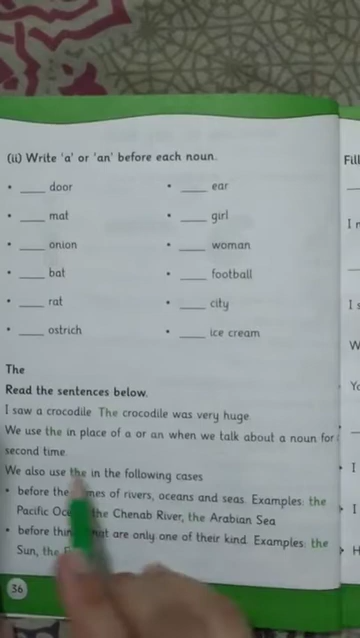 (ii) Write 'a' or 'an' before each noun.
• ____ door
• ____ ear
• ____ mat
• ____ girl
• ____ onion
• ____ woman
• ____ bat
• ____ football
• ____ rat
• ____ city
• ____ ostrich
• ____ ice cream
The
Read the sentences below.
I saw a crocodile The crocodile was very huge
We use the in place of a or an when we talk about a noun for
second time.
We also use the in the following cases
• before the names of rivers, oceans and seas. Examples: the
Pacific the Chenab River, the Arabian Sea
• before that are only one of their kind. Examples: the
Sun, the
36
Fill